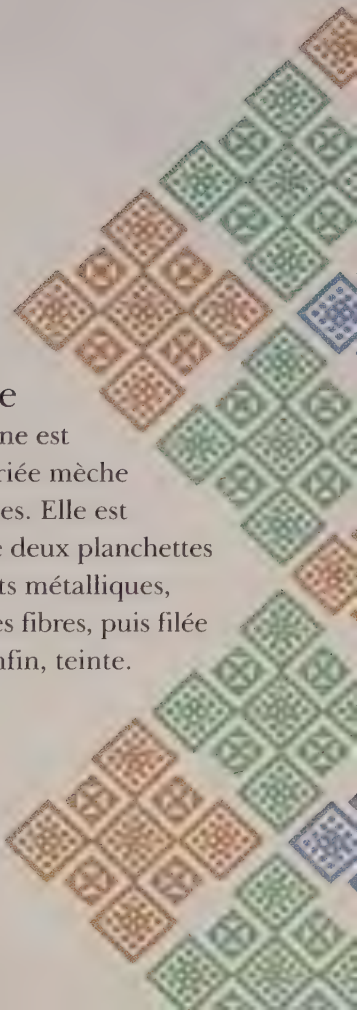 e
ne est
riée mèche
es. Elle est
e deux planchettes
ts métalliques,
es fibres, puis filée
nfin, teinte.